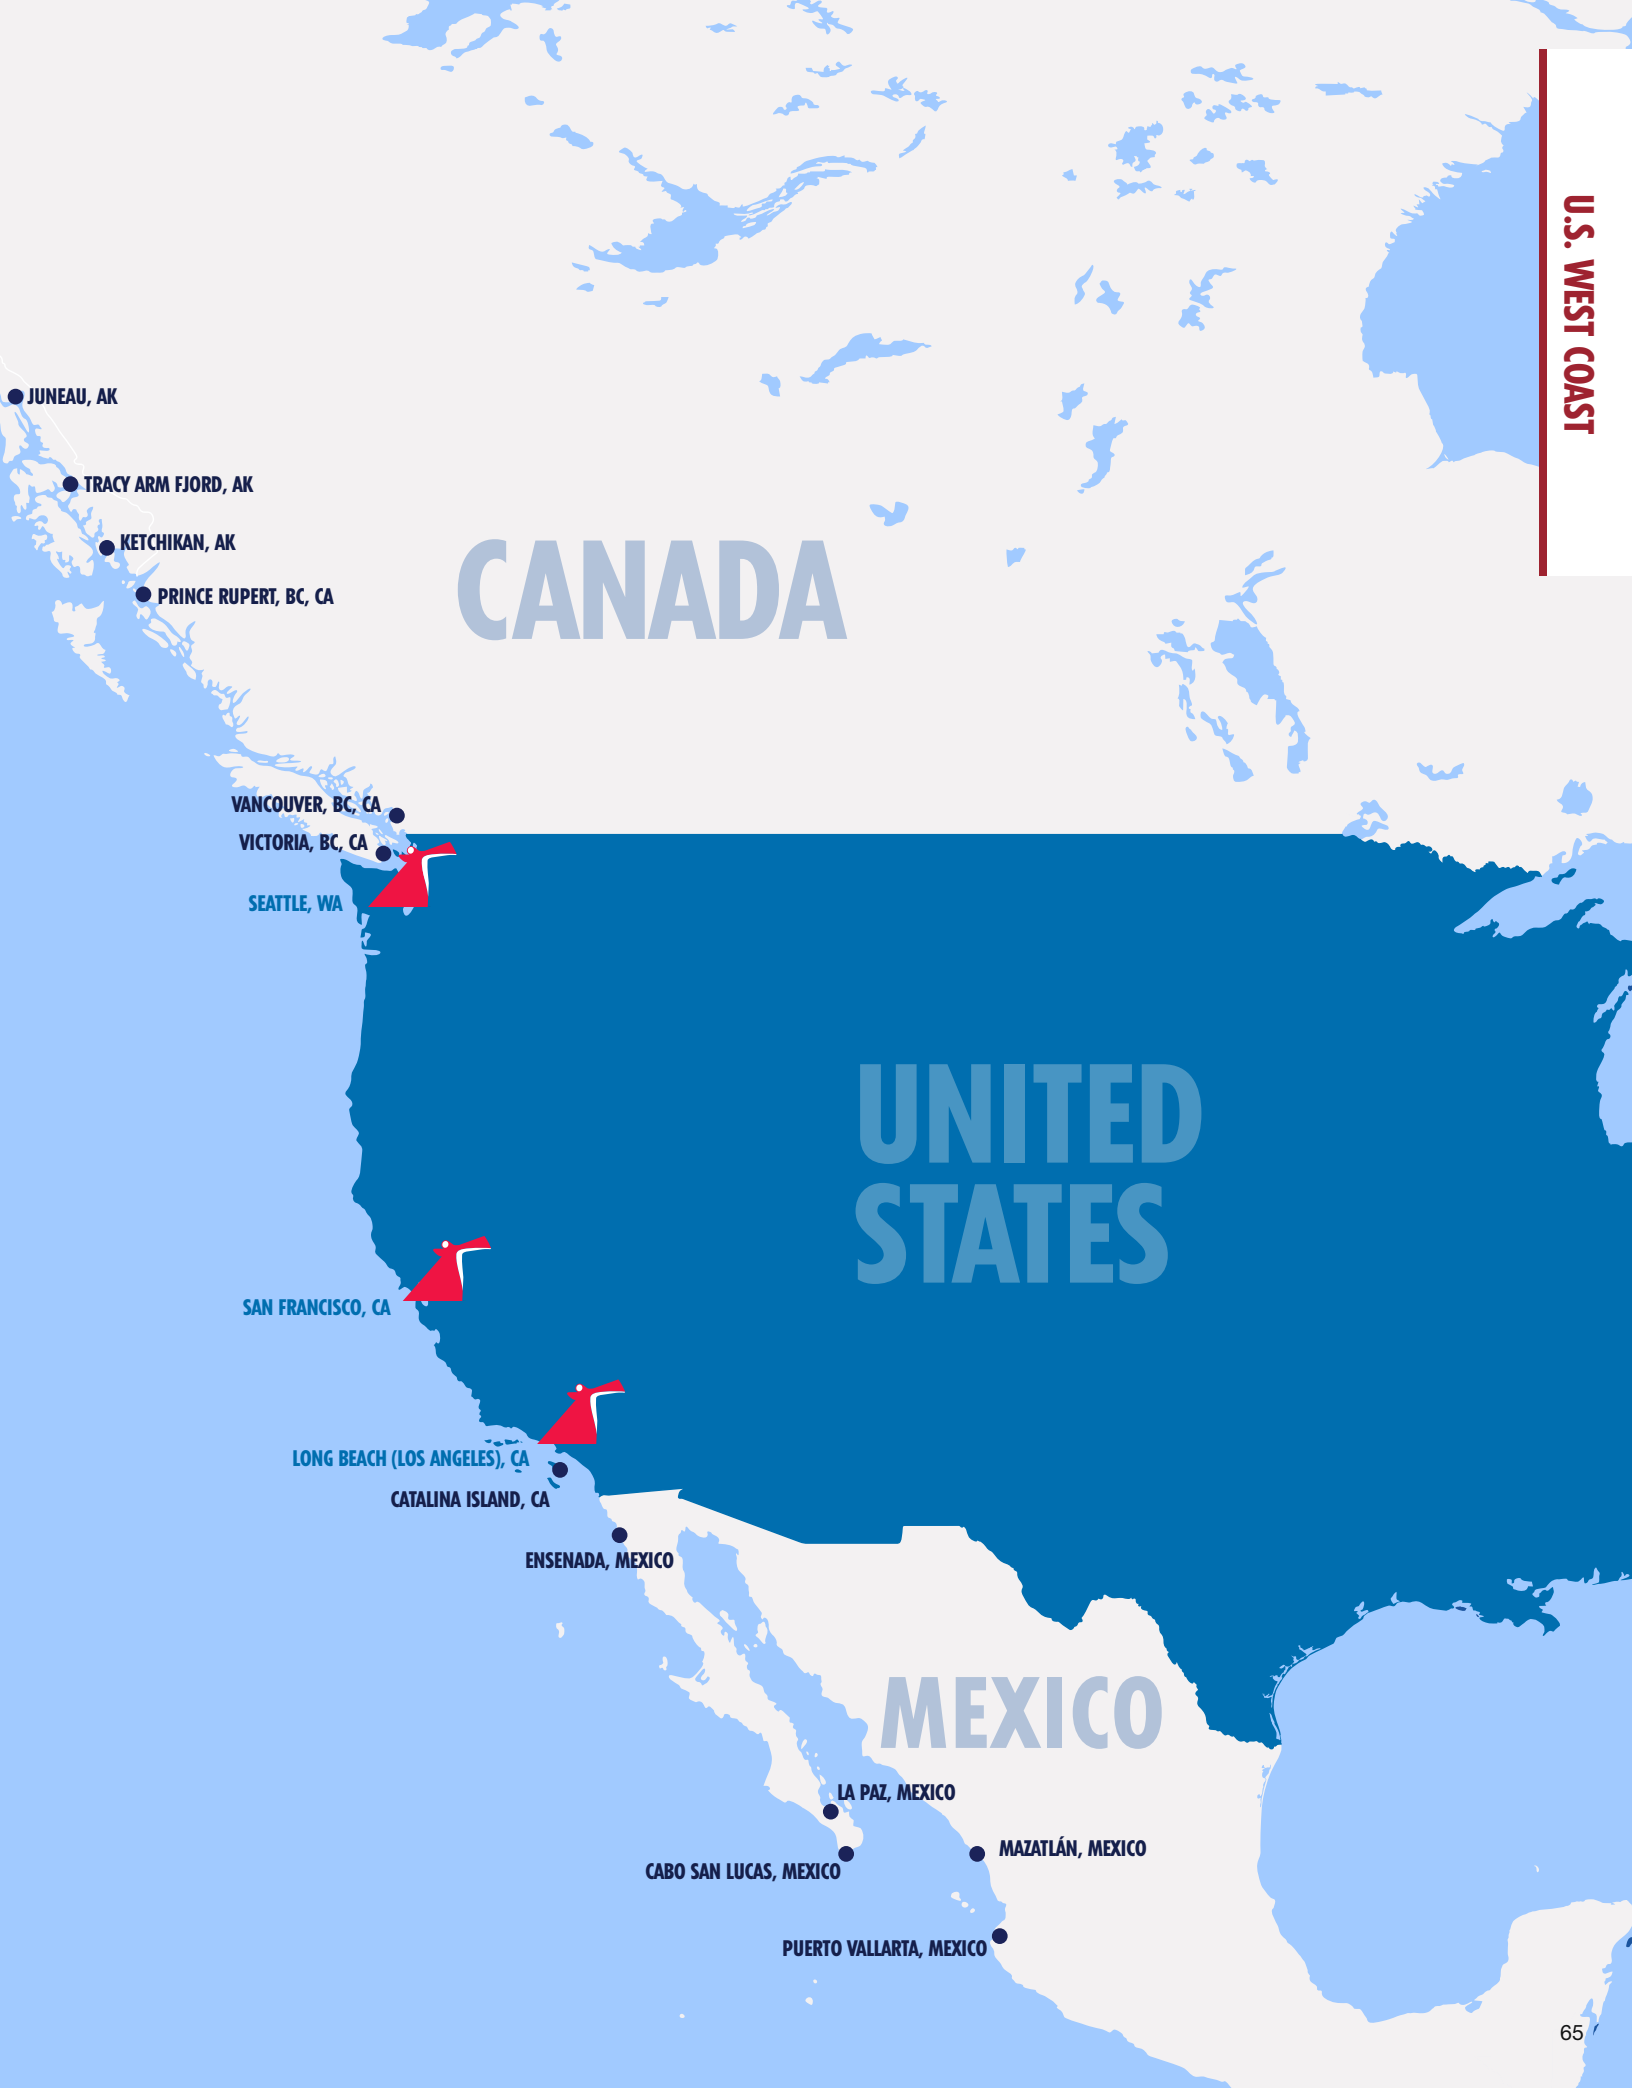 U.S. WEST COAST
JUNEAU, AK
TRACY ARM FJORD, AK
KETCHIKAN, AK
PRINCE RUPERT, BC, CA
CANADA
VANCOUVER, BC, CA
VICTORIA, BC, CA
SEATTLE, WA
UNITED
STATES
SAN FRANCISCO, CA
LONG BEACH (LOS ANGELES), CA
CATALINA ISLAND, CA
ENSENADA, MEXICO
MEXICO
LA PAZ, MEXICO
MAZATLÁN, MEXICO
CABO SAN LUCAS, MEXICO
PUERTO VALLARTA, MEXICO
65